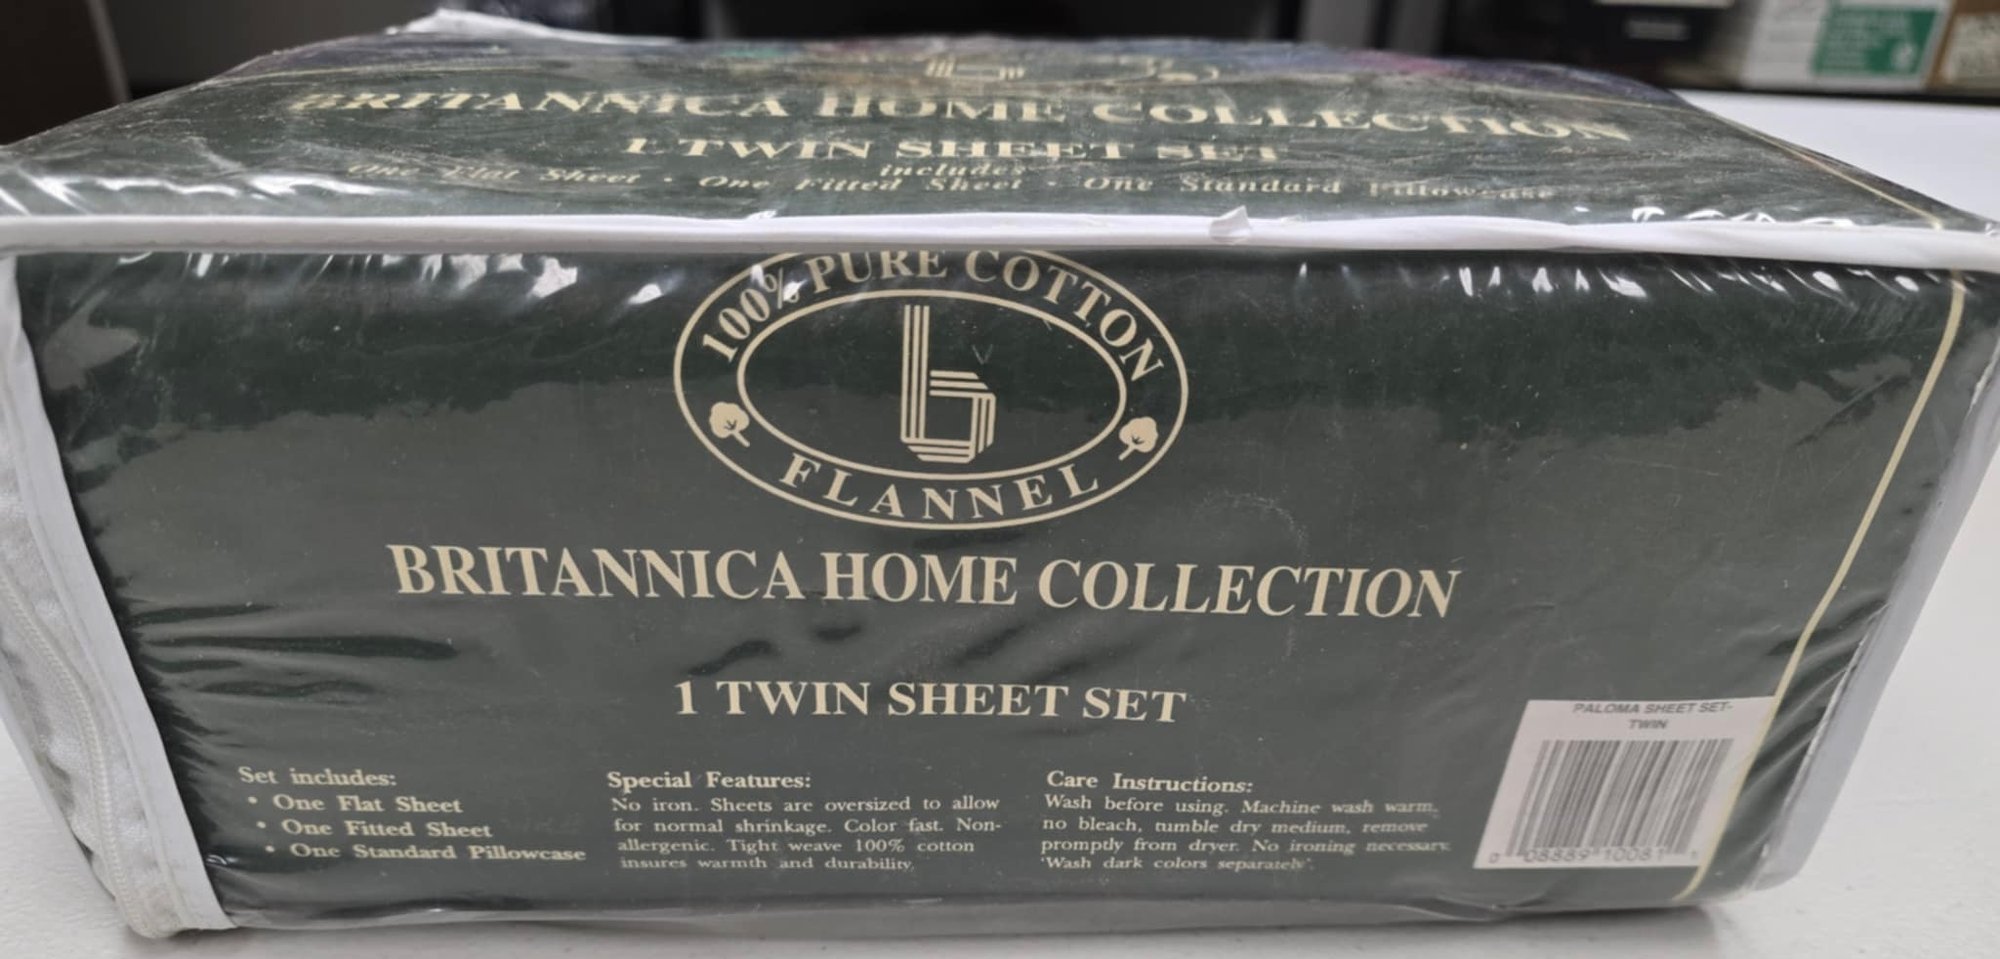 BRITANNICA HOME COLLECTION
1 TWIN SHEET SET
includes
One Flat Sheet • One Fitted Sheet • One Standard Pillowcase
100% PURE COTTON
b
FLANNEL
BRITANNICA HOME COLLECTION
1 TWIN SHEET SET
Set includes:
• One Flat Sheet
• One Fitted Sheet
• One Standard Pillowcase
Special Features:
No iron. Sheets are oversized to allow
for normal shrinkage. Color fast. Non-
allergenic. Tight weave 100% cotton
insures warmth and durability.
Care Instructions:
Wash before using. Machine wash warm,
no bleach, tumble dry medium, remove
promptly from dryer. No ironing necessary.
"Wash dark colors separately".
PALOMA SHEET SET-
TWIN